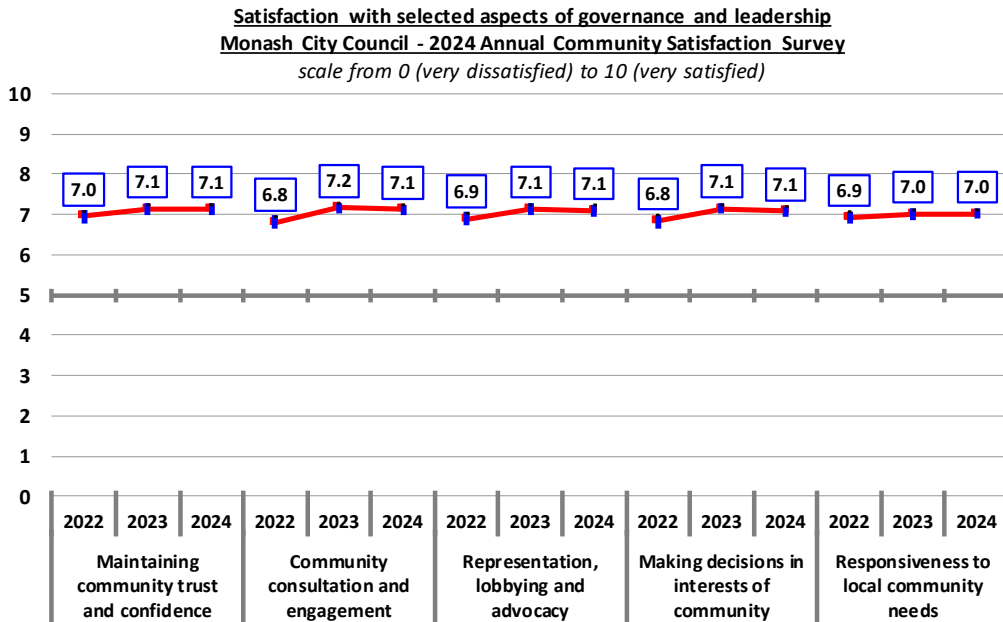 Satisfaction with selected aspects of governance and leadership
Monash City Council - 2024 Annual Community Satisfaction Survey
scale from 0 (very dissatisfied) to 10 (very satisfied)
10
9
8
7
6
5
4
3
2
1
0
7.0 7.1 7.1 6.8 7.2 7.1 6.9 7.1 7.1 6.8 7.1 7.1 6.9 7.0 7.0
2022 2023 2024 2022 2023 2024 2022 2023 2024 2022 2023 2024 2022 2023 2024
Maintaining
community trust
and confidence
Community
consultation and
engagement
Representation,
lobbying and
advocacy
Making decisions in
interests of
community
Responsiveness to
local community
needs